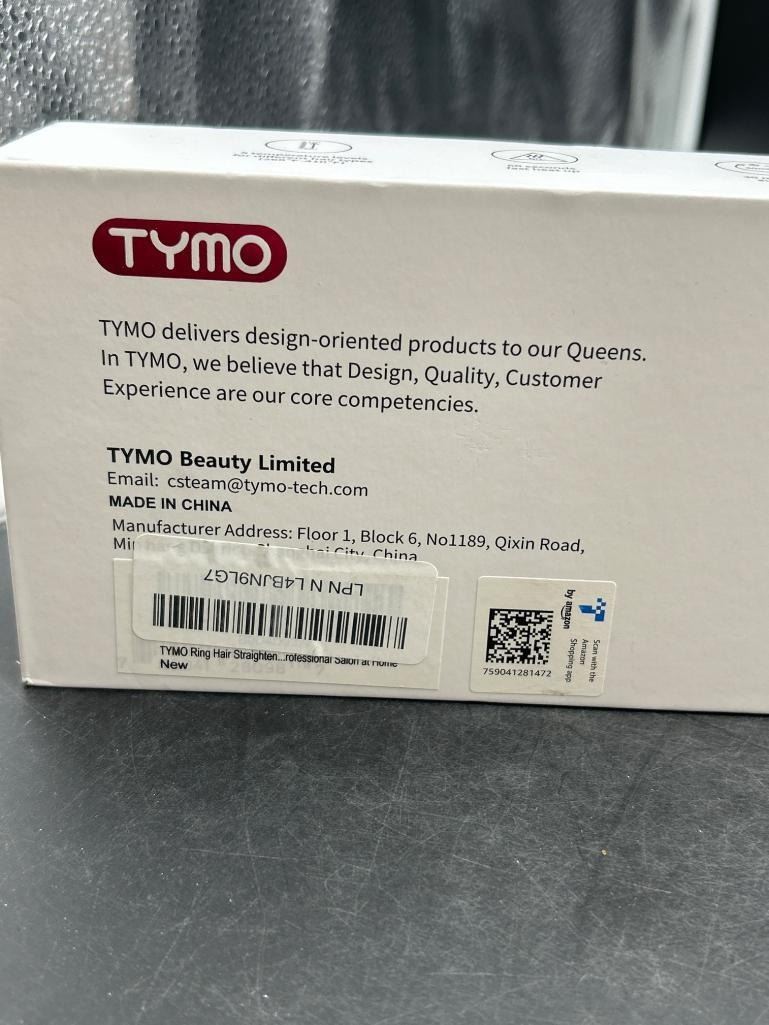 TYMO
TYMO delivers design-oriented products to our Queens.
In TYMO, we believe that Design, Quality, Customer
Experience are our core competencies.
TYMO Beauty Limited
Email: csteam@tymo-tech.com
MADE IN CHINA
Manufacturer Address: Floor 1, Block 6, No1189, Qixin Road,
City, China
LPN N L4BJN9LG7
TYMO Ring Hair Straighten...rofessional Salon at Home
New
759041281472
by amazon
Scan with the
Amazon
Shopping app